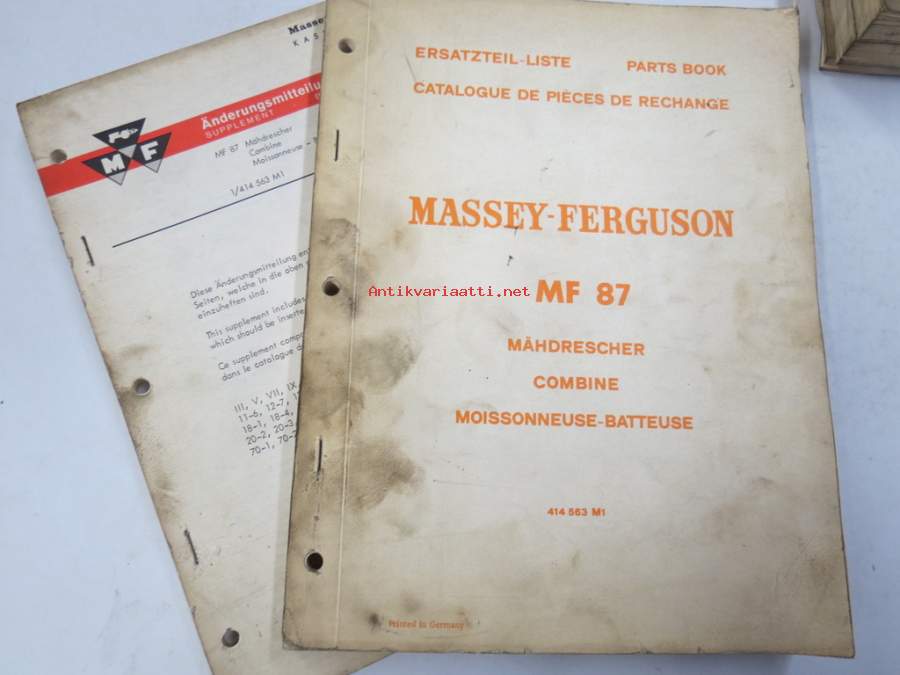 Masse
K A S
Änderungsmitteilu
SUPPLEMENT
MF 87 Mähdrescher
Combine
Moissonneuse -
M F
1/414 563 M1
Diese Änderungsmitteilung en
Seiten, welche in die oben
einzuheften sind.
This supplement includes
which should be inserte
Ce supplement compo
dans le catalogue d
III, V, VII, IX
11-6, 12-7, 1
18-1, 18-4,
20-2, 20-3
70-1, 70-2
ERSATZTEIL-LISTE PARTS BOOK
CATALOGUE DE PIÈCES DE RECHANGE
MASSEY-FERGUSON
Antikvariaatti.net
MF 87
MÄHDRESCHER
COMBINE
MOISSONNEUSE-BATTEUSE
414 563 M1
Printed in Germany